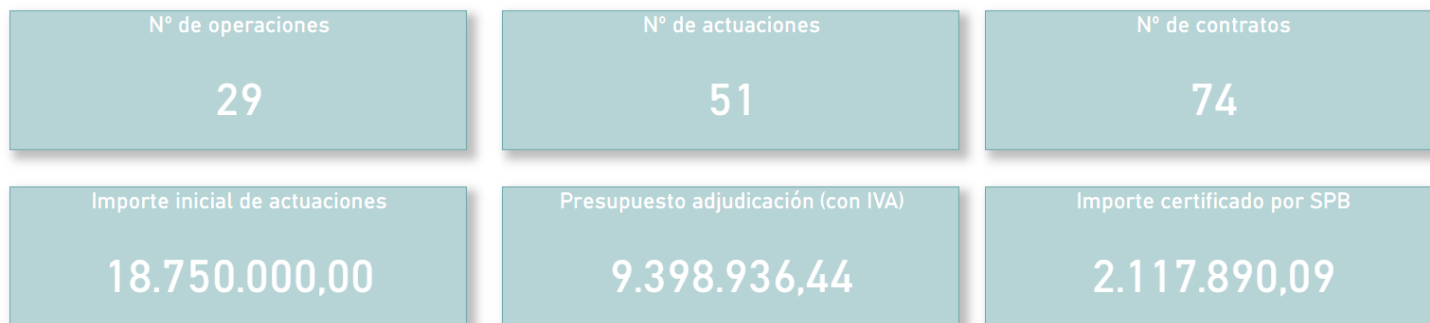 Nº de operaciones
29
Nº de actuaciones
51
Nº de contratos
74
Importe inicial de actuaciones
18.750.000,00
Presupuesto adjudicación (con IVA)
9.398.936,44
Importe certificado por SPB
2.117.890,09